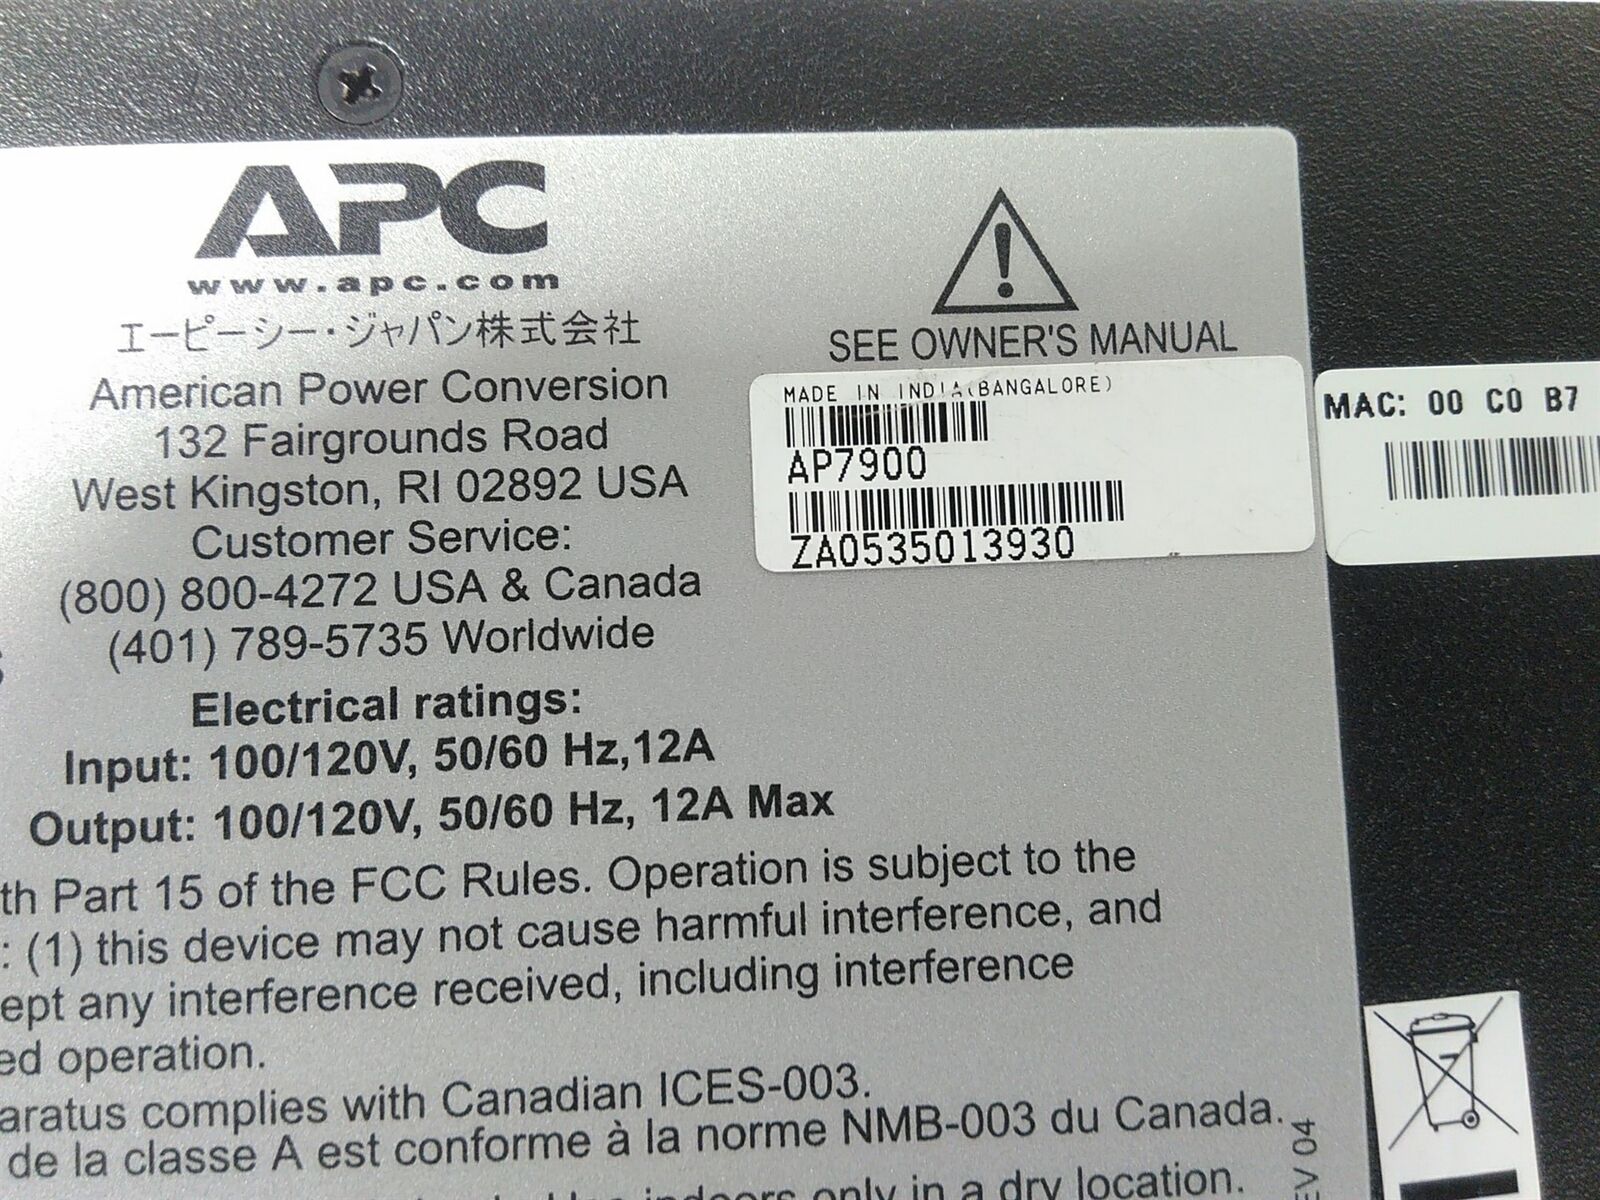 APC
www.apc.com
エーピーシー・ジャパン株式会社
American Power Conversion
132 Fairgrounds Road
West Kingston, RI 02892 USA
Customer Service:
(800) 800-4272 USA & Canada
(401) 789-5735 Worldwide
Electrical ratings:
Input: 100/120V, 50/60 Hz,12A
Output: 100/120V, 50/60 Hz, 12A Max
th Part 15 of the FCC Rules. Operation is subject to the
: (1) this device may not cause harmful interference, and
ept any interference received, including interference
ed operation.
aratus complies with Canadian ICES-003.
de la classe A est conforme à la norme NMB-003 du Canada.
indoors only in a dry location.
SEE OWNER'S MANUAL
MADE IN INDIA(BANGALORE)
AP7900
ZA0535013930
MAC: 00 C0 B7
EV 04